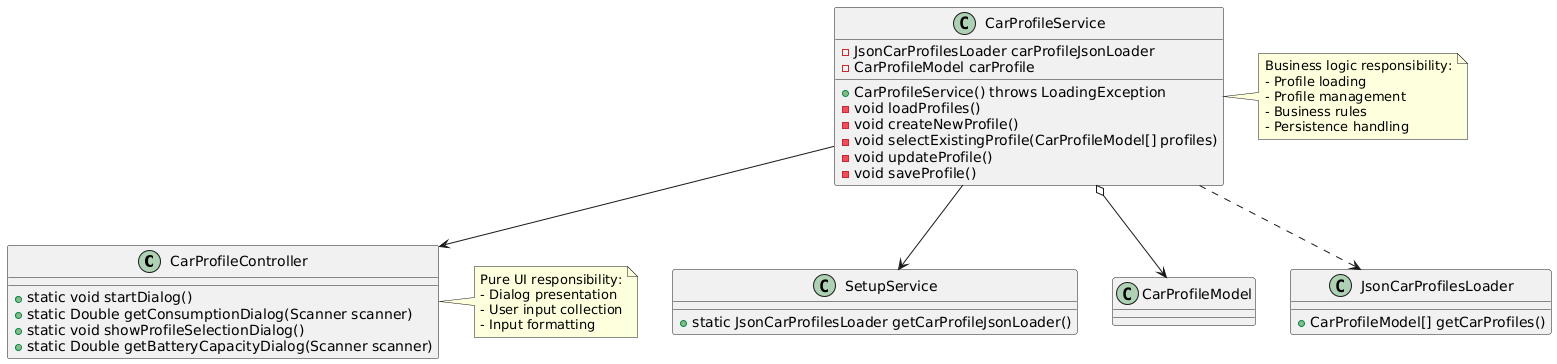 C CarProfileService
JsonCarProfilesLoader carProfileJsonLoader
CarProfileModel carProfile
CarProfileService() throws LoadingException
void loadProfiles()
void createNewProfile()
void selectExistingProfile(CarProfileModel[] profiles)
void updateProfile()
void saveProfile()
Business logic responsibility:
- Profile loading
- Profile management
- Business rules
- Persistence handling
C CarProfileController
static void startDialog()
static Double getConsumptionDialog(Scanner scanner)
static void showProfileSelectionDialog()
static Double getBatteryCapacityDialog(Scanner scanner)
Pure UI responsibility:
- Dialog presentation
- User input collection
- Input formatting
C SetupService
static JsonCarProfilesLoader getCarProfileJsonLoader()
C CarProfileModel
C JsonCarProfilesLoader
CarProfileModel[] getCarProfiles()